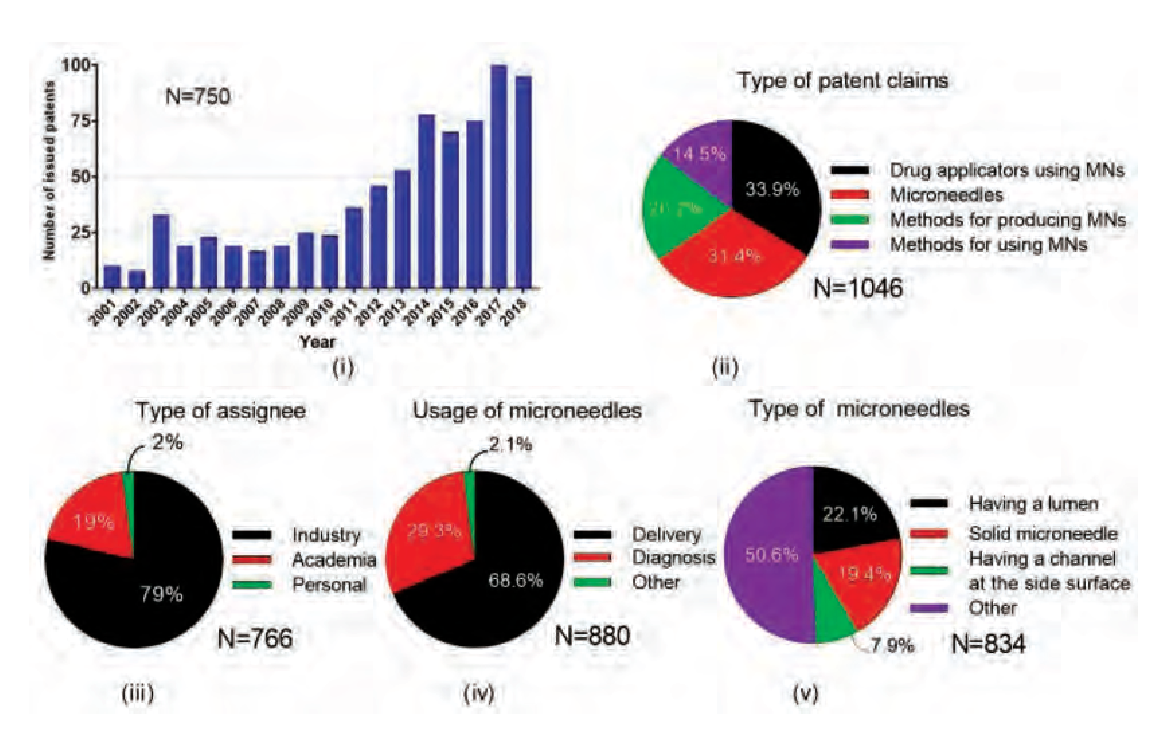 100
75
50
25
0
Number of issued patents
N=750
2001 2002 2003 2004 2005 2006 2007 2008 2009 2010 2011 2012 2013 2014 2015 2016 2017 2018
Year
(i)
Type of patent claims
14.5%
33.9%
31.4%
Drug applicators using MNs
Microneedles
Methods for producing MNs
Methods for using MNs
N=1046
(ii)
Type of assignee
2%
19%
79%
Industry
Academia
Personal
N=766
(iii)
Usage of microneedles
2.1%
29.3%
68.6%
Delivery
Diagnosis
Other
N=880
(iv)
Type of microneedles
22.1%
50.6%
19.4%
7.9%
Having a lumen
Solid microneedle
Having a channel
at the side surface
Other
N=834
(v)